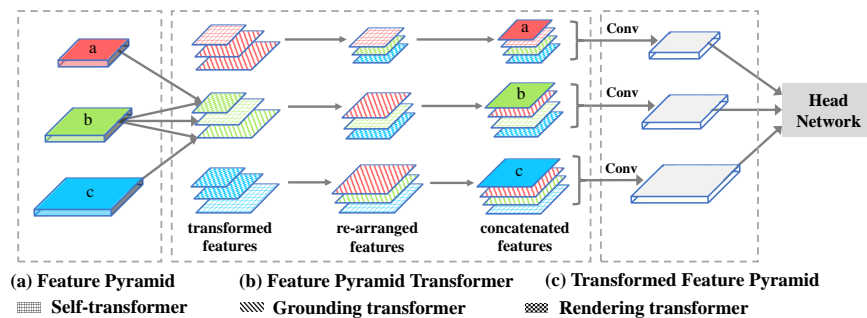 a
b
c
a
b
c
Conv
Conv
Conv
Head
Network
transformed
features
re-arranged
features
concatenated
features
(a) Feature Pyramid
(b) Feature Pyramid Transformer
(c) Transformed Feature Pyramid
Self-transformer
Grounding transformer
Rendering transformer